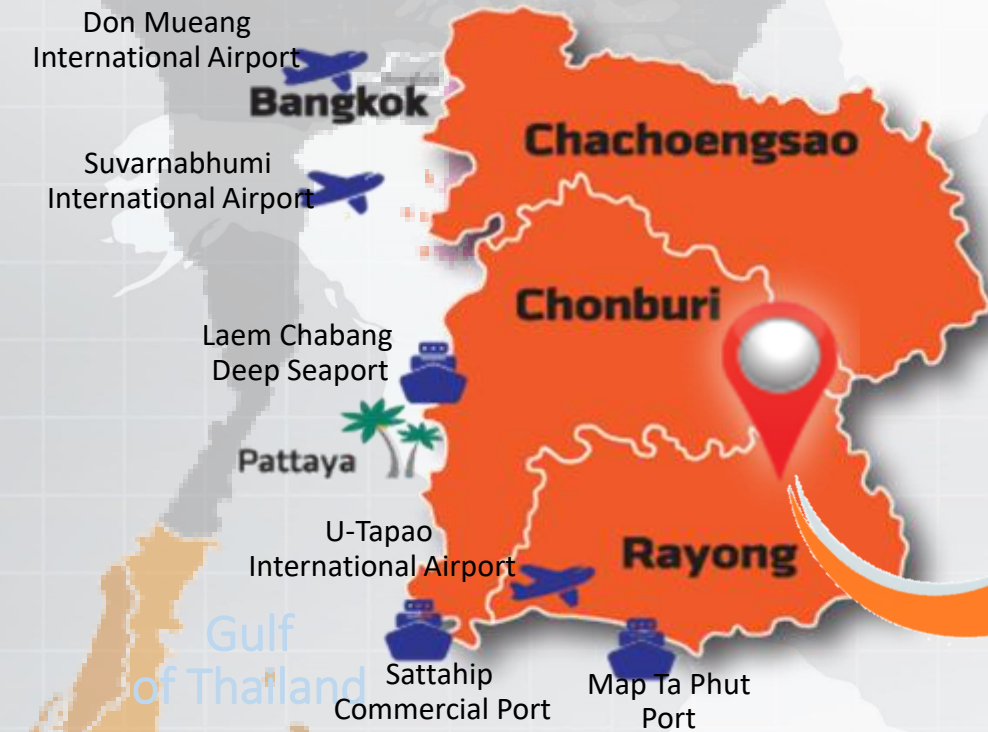 Don Mueang
International Airport
Bangkok
Chachoengsao
Suvarnabhumi
International Airport
Chonburi
Laem Chabang
Deep Seaport
Pattaya
U-Tapao
International Airport
Rayong
Gulf
of Thailand
Sattahip
Commercial Port
Map Ta Phut
Port